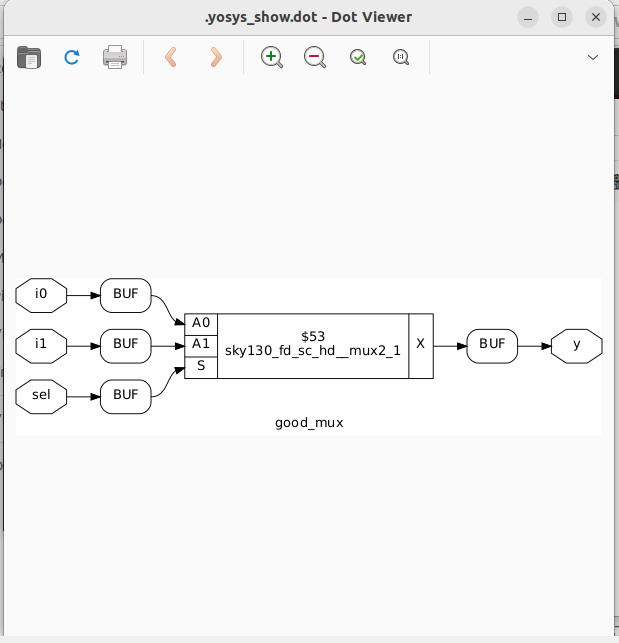 .yosys_show.dot - Dot Viewer
i0
BUF
A0
i1
BUF
A1
$53
sky130_fd_sc_hd__mux2_1
X
BUF
y
sel
BUF
S
good_mux